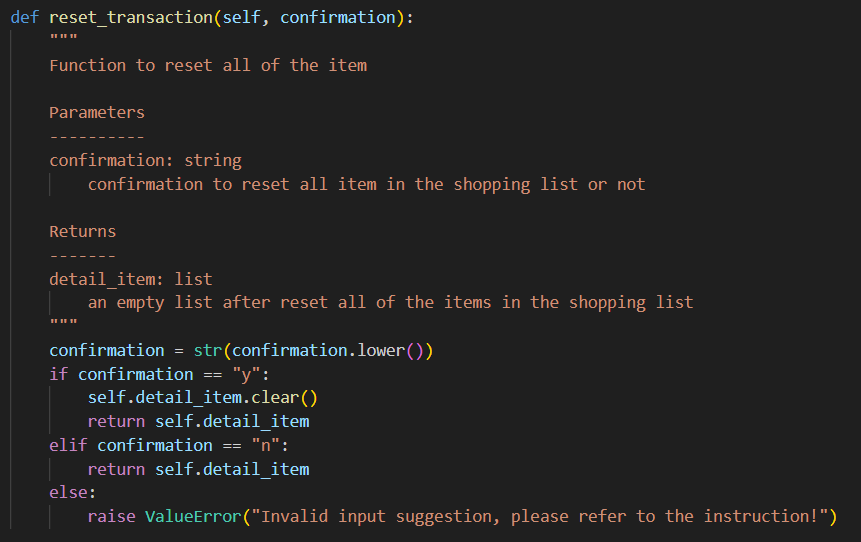 def reset_transaction(self, confirmation):
"""
Function to reset all of the item
Parameters
----------
confirmation: string
confirmation to reset all item in the shopping list or not
Returns
-------
detail_item: list
an empty list after reset all of the items in the shopping list
"""
confirmation = str(confirmation.lower())
if confirmation == "y":
self.detail_item.clear()
return self.detail_item
elif confirmation == "n":
return self.detail_item
else:
raise ValueError("Invalid input suggestion, please refer to the instruction!")